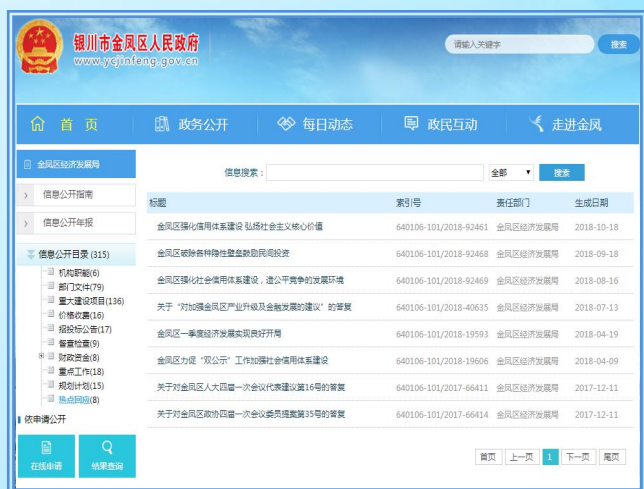 银川市金凤区人民政府
www.ycjinfeng.gov.cn
请输入关键字
搜索
首 页
政务公开
每日动态
政民互动
走进金凤
金凤区经济发展局
信息公开指南
信息公开年报
信息公开目录 (315)
机构职能(6)
部门文件(79)
重大建设项目(136)
价格收费(16)
招投标公告(17)
督查检查(9)
财政资金(8)
重点工作(18)
规划计划(15)
热点回应(8)
依申请公开
在线申请
结果查询
信息搜索：
全部
搜索
标题 索引号 责任部门 生成日期
金凤区强化信用体系建设 弘扬社会主义核心价值 640106-101/2018-92461 金凤区经济发展局 2018-10-18
金凤区破除各种隐性壁垒鼓励民间投资 640106-101/2018-92468 金凤区经济发展局 2018-09-18
金凤区强化社会信用体系建设，造公平竞争的发展环境 640106-101/2018-92469 金凤区经济发展局 2018-08-16
关于“对加强金凤区产业升级及金融发展的建议”的答复 640106-101/2018-40635 金凤区经济发展局 2018-07-13
金凤区一季度经济发展实现良好开局 640106-101/2018-19593 金凤区经济发展局 2018-04-19
金凤区力促“双公示”工作加强社会信用体系建设 640106-101/2018-19606 金凤区经济发展局 2018-04-09
关于对金凤区人大四届一次会议代表建议第16号的答复 640106-101/2017-66411 金凤区经济发展局 2017-12-11
关于对金凤区政协四届一次会议委员提案第35号的答复 640106-101/2017-66414 金凤区经济发展局 2017-12-11
首页 上一页 1 下一页 尾页